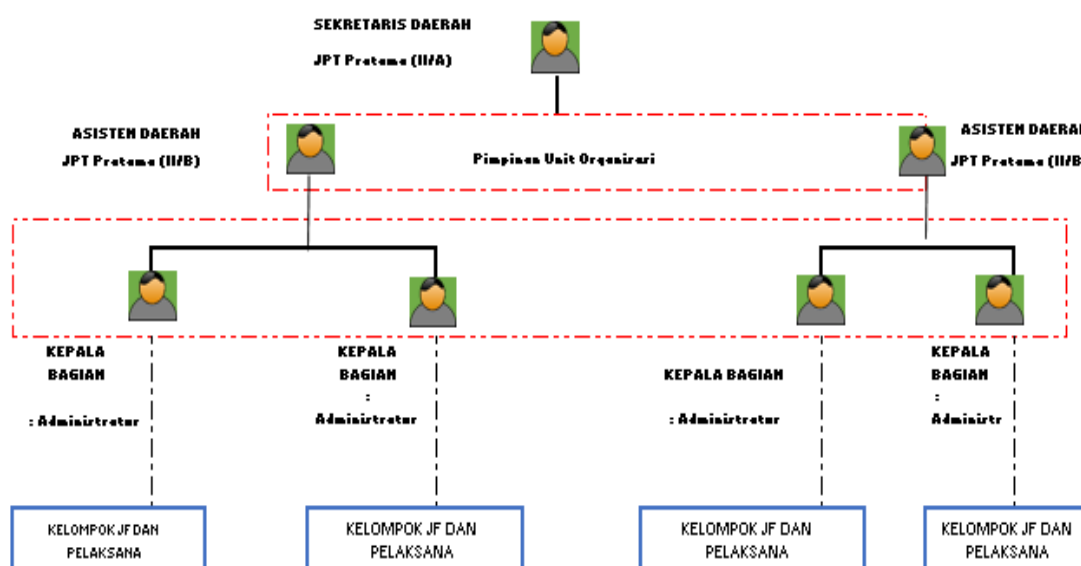 SEKRETARIS DAERAH
JPT Pratama (II/A)
ASISTEN DAERAH
JPT Pratama (II/B)
Pimpinan Unit Organisasi
ASISTEN DAERAH
JPT Pratama (II/B
KEPALA
BAGIAN
: Administrator
KEPALA
BAGIAN
:
Administrator
KEPALA BAGIAN
: Administrator
KEPALA
BAGIAN
:
Administr
KELOMPOK JF DAN
PELAKSANA
KELOMPOK JF DAN
PELAKSANA
KELOMPOK JF DAN
PELAKSANA
KELOMPOK JF DAN
PELAKSANA